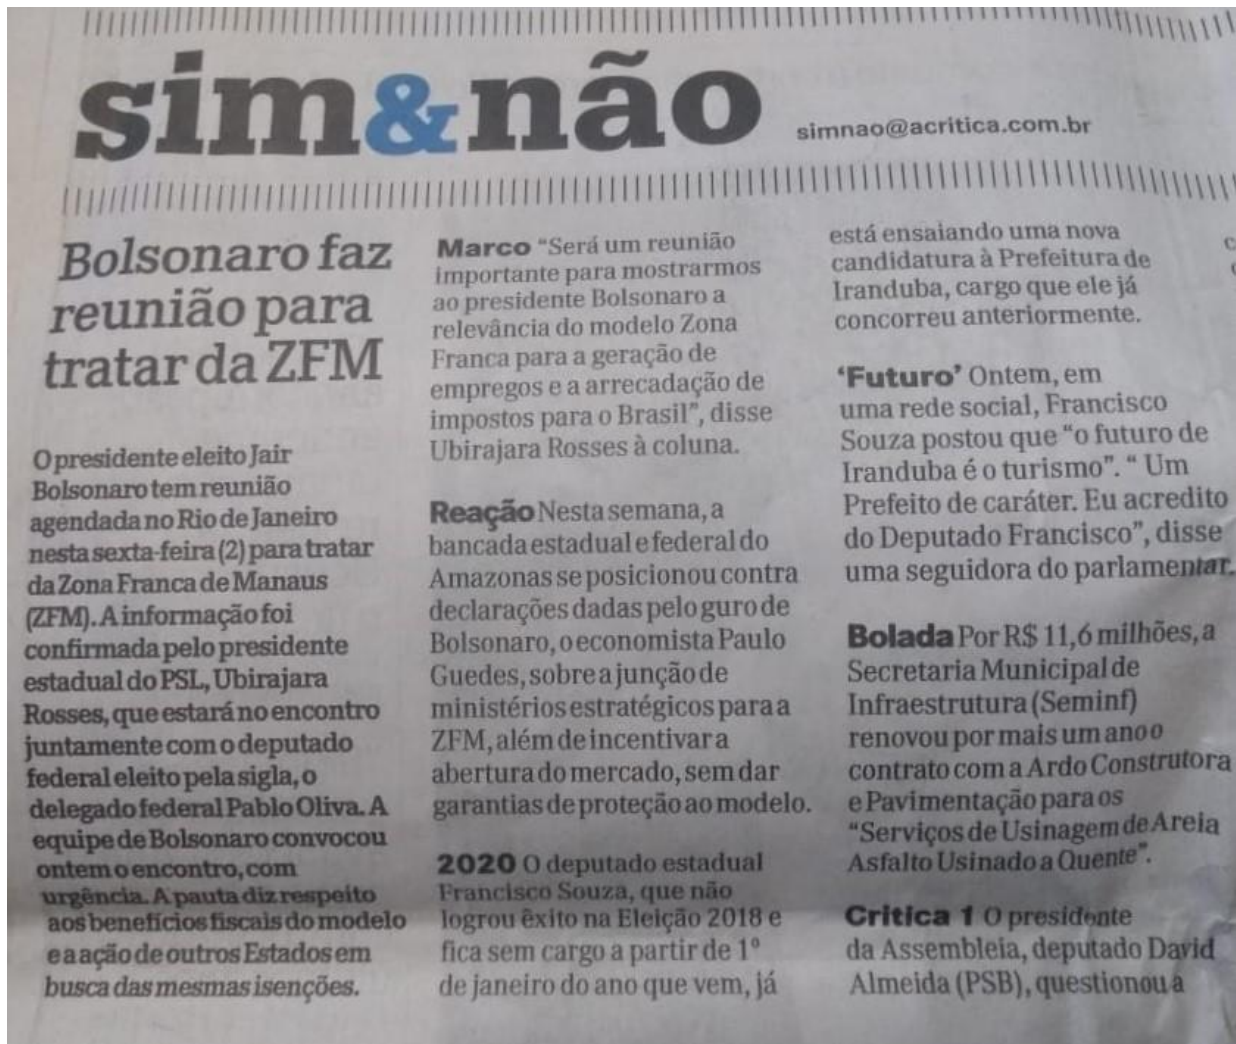 sim&não
simnao@acritica.com.br
Bolsonaro faz
reunião para
tratar da ZFM
O presidente eleito Jair
Bolsonaro tem reunião
agendada no Rio de Janeiro
nesta sexta-feira (2) para tratar
da Zona Franca de Manaus
(ZFM). A informação foi
confirmada pelo presidente
estadual do PSL, Ubirajara
Rosses, que estará no encontro
juntamente com o deputado
federal eleito pela sigla, o
delegado federal Pablo Oliva. A
equipe de Bolsonaro convocou
ontem o encontro, com
urgência. A pauta diz respeito
aos benefícios fiscais do modelo
e a ação de outros Estados em
busca das mesmas isenções.
Marco “Será um reunião
importante para mostrarmos
ao presidente Bolsonaro a
relevância do modelo Zona
Franca para a geração de
empregos e a arrecadação de
impostos para o Brasil”, disse
Ubirajara Rosses à coluna.
Reação Nesta semana, a
bancada estadual e federal do
Amazonas se posicionou contra
declarações dadas pelo guro de
Bolsonaro, o economista Paulo
Guedes, sobre a junção de
ministérios estratégicos para a
ZFM, além de incentivar a
abertura do mercado, sem dar
garantias de proteção ao modelo.
2020 O deputado estadual
Francisco Souza, que não
logrou êxito na Eleição 2018 e
fica sem cargo a partir de 1º
de janeiro do ano que vem, já
está ensaiando uma nova
candidatura à Prefeitura de
Iranduba, cargo que ele já
concorreu anteriormente.
‘Futuro’ Ontem, em
uma rede social, Francisco
Souza postou que “o futuro de
Iranduba é o turismo”. “ Um
Prefeito de caráter. Eu acredito
do Deputado Francisco”, disse
uma seguidora do parlamentar.
Bolada Por R$ 11,6 milhões, a
Secretaria Municipal de
Infraestrutura (Seminf)
renovou por mais um ano o
contrato com a Ardo Construtora
e Pavimentação para os
“Serviços de Usinagem de Areia
Asfalto Usinado a Quente”.
Critica 1 O presidente
da Assembleia, deputado David
Almeida (PSB), questionou a